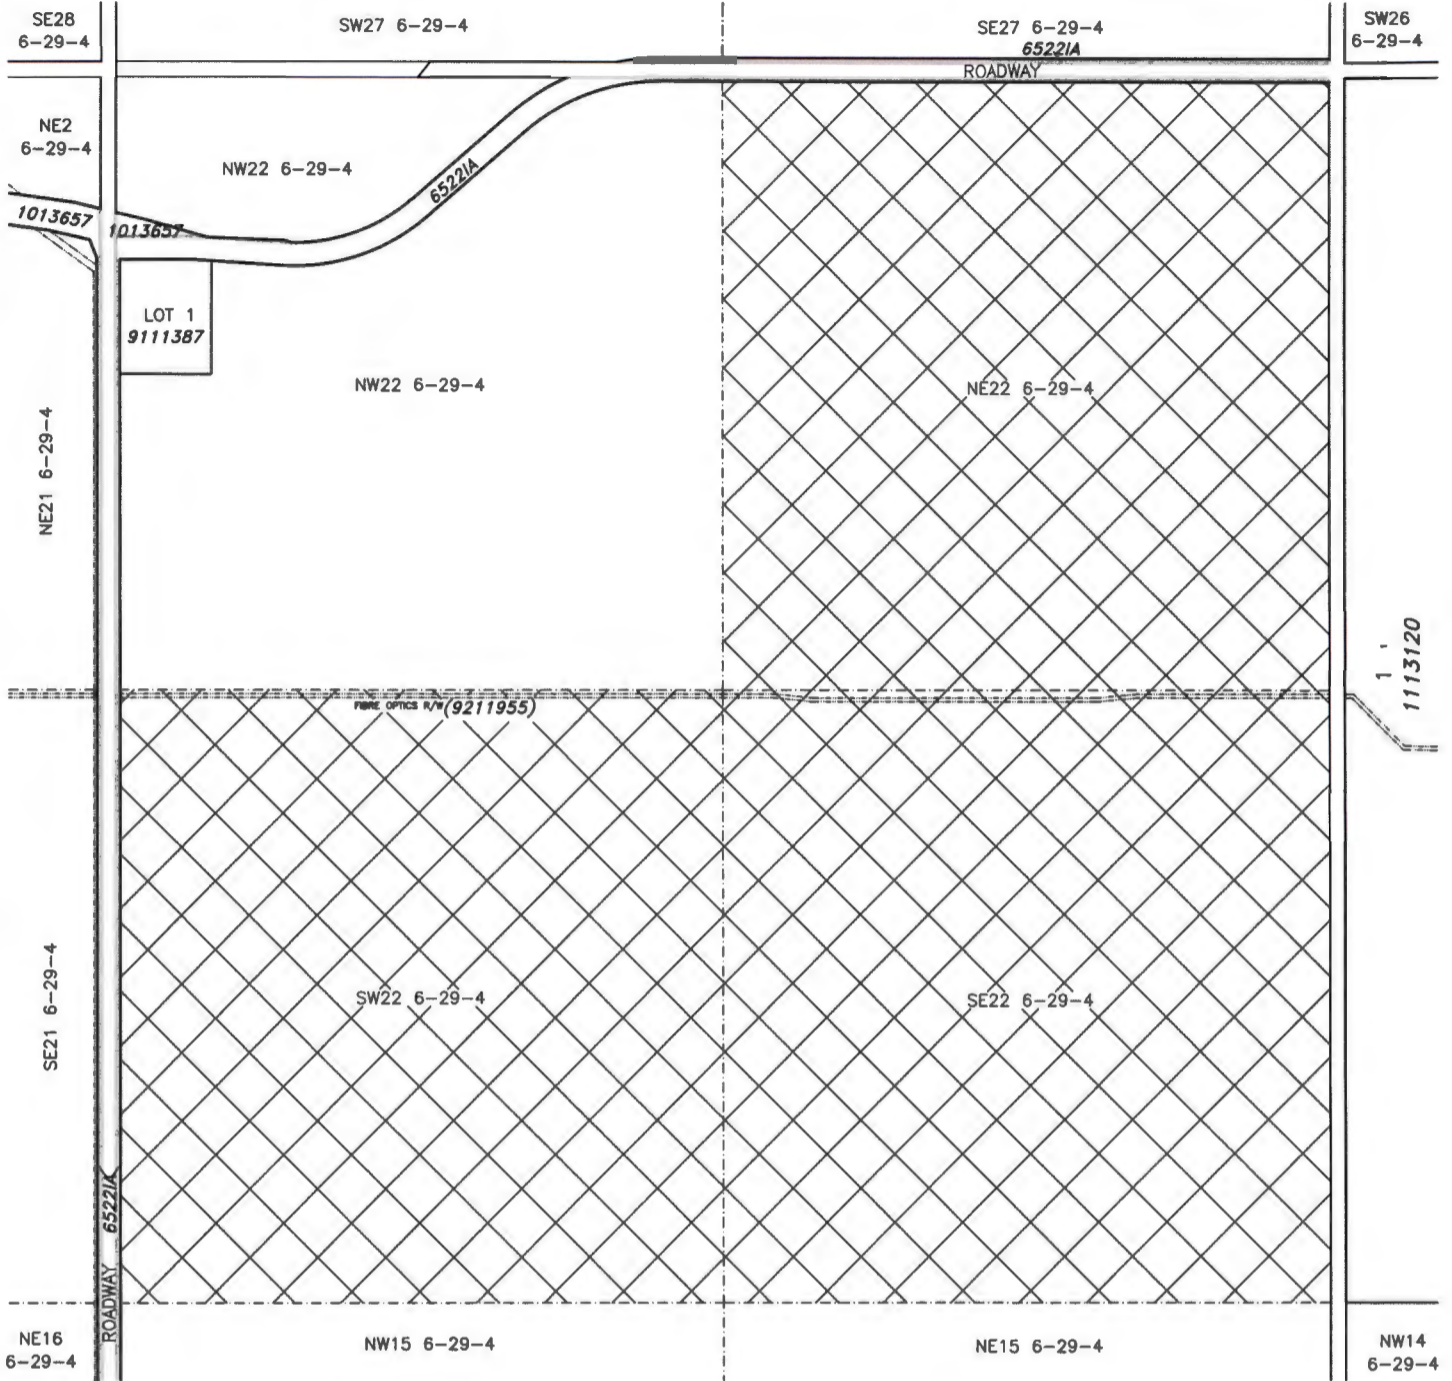 SE28
6-29-4
SW27 6-29-4
SE27 6-29-4
6522IA
ROADWAY
SW26
6-29-4
NE2
6-29-4
NW22 6-29-4
6522IA
1013657
1013657
LOT 1
9111387
NW22 6-29-4
NE22 6-29-4
NE21 6-29-4
1
1113120
FIBRE OPTICS R/W (9211955)
SW22 6-29-4
SE22 6-29-4
SE21 6-29-4
6522IA
ROADWAY
NE16
6-29-4
NW15 6-29-4
NE15 6-29-4
NW14
6-29-4